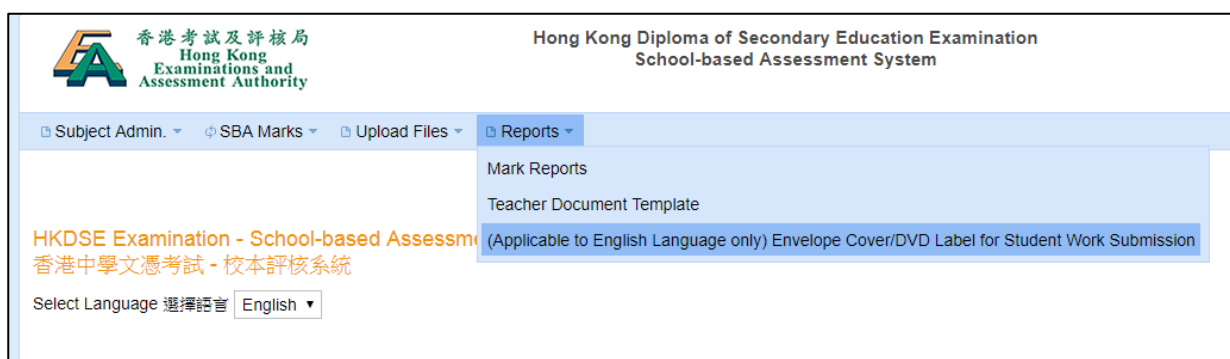 香港考試及評核局
Hong Kong
Examinations and
Assessment Authority
Hong Kong Diploma of Secondary Education Examination
School-based Assessment System
Subject Admin. SBA Marks Upload Files Reports
Mark Reports
Teacher Document Template
(Applicable to English Language only) Envelope Cover/DVD Label for Student Work Submission
HKDSE Examination - School-based Assessm
香港中學文憑考試 - 校本評核系統
Select Language 選擇語言 English